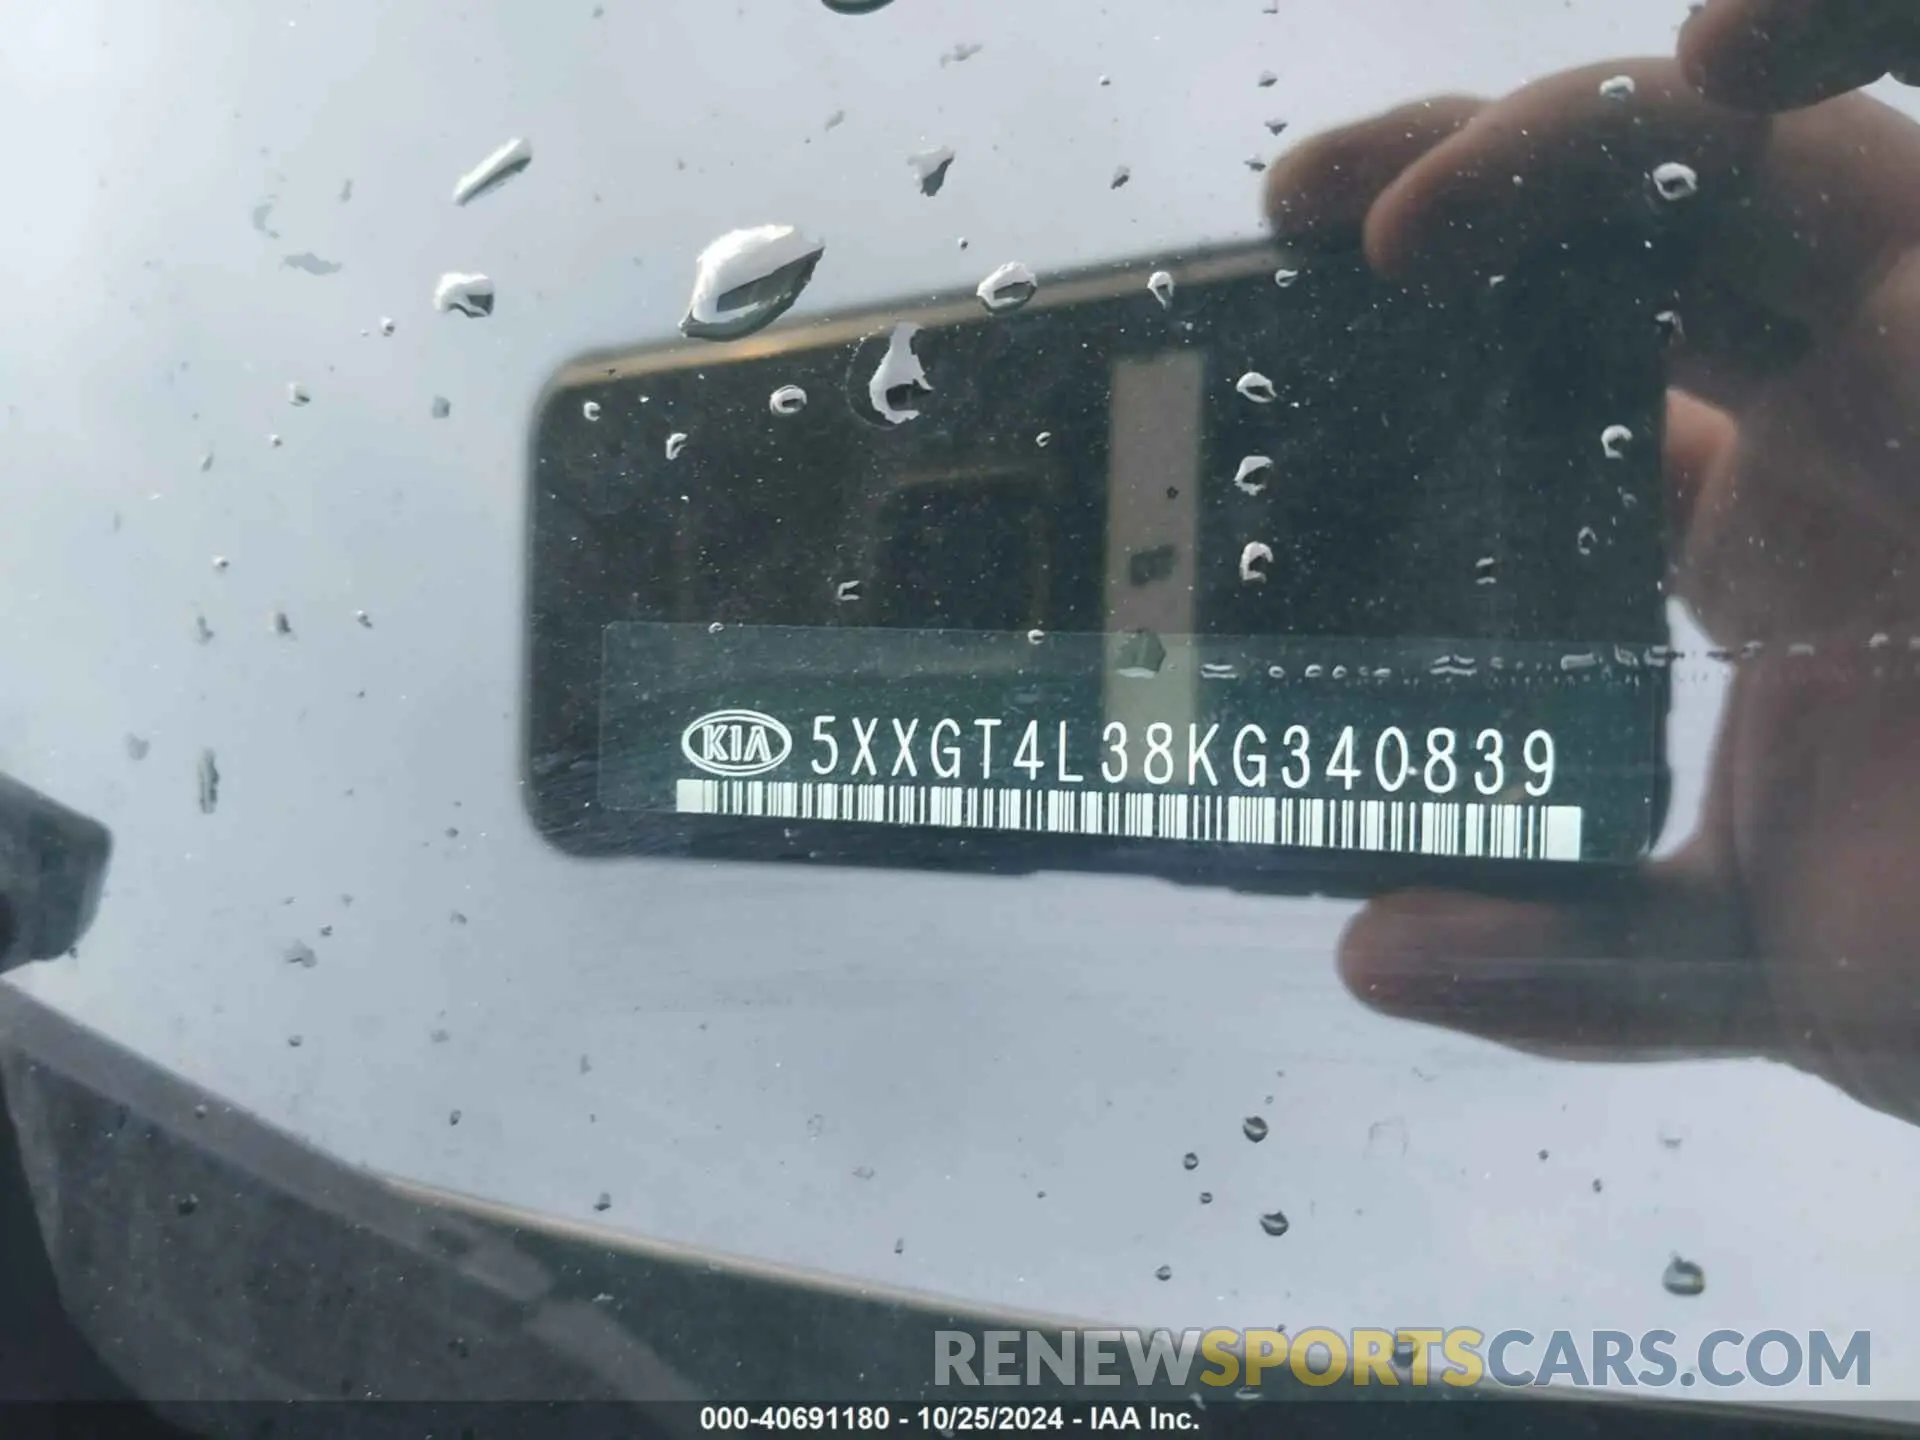 KIA 5XXGT4L38KG340839
RENEWSPORTSCARS.COM
000-40691180 - 10/25/2024 - IAA Inc.